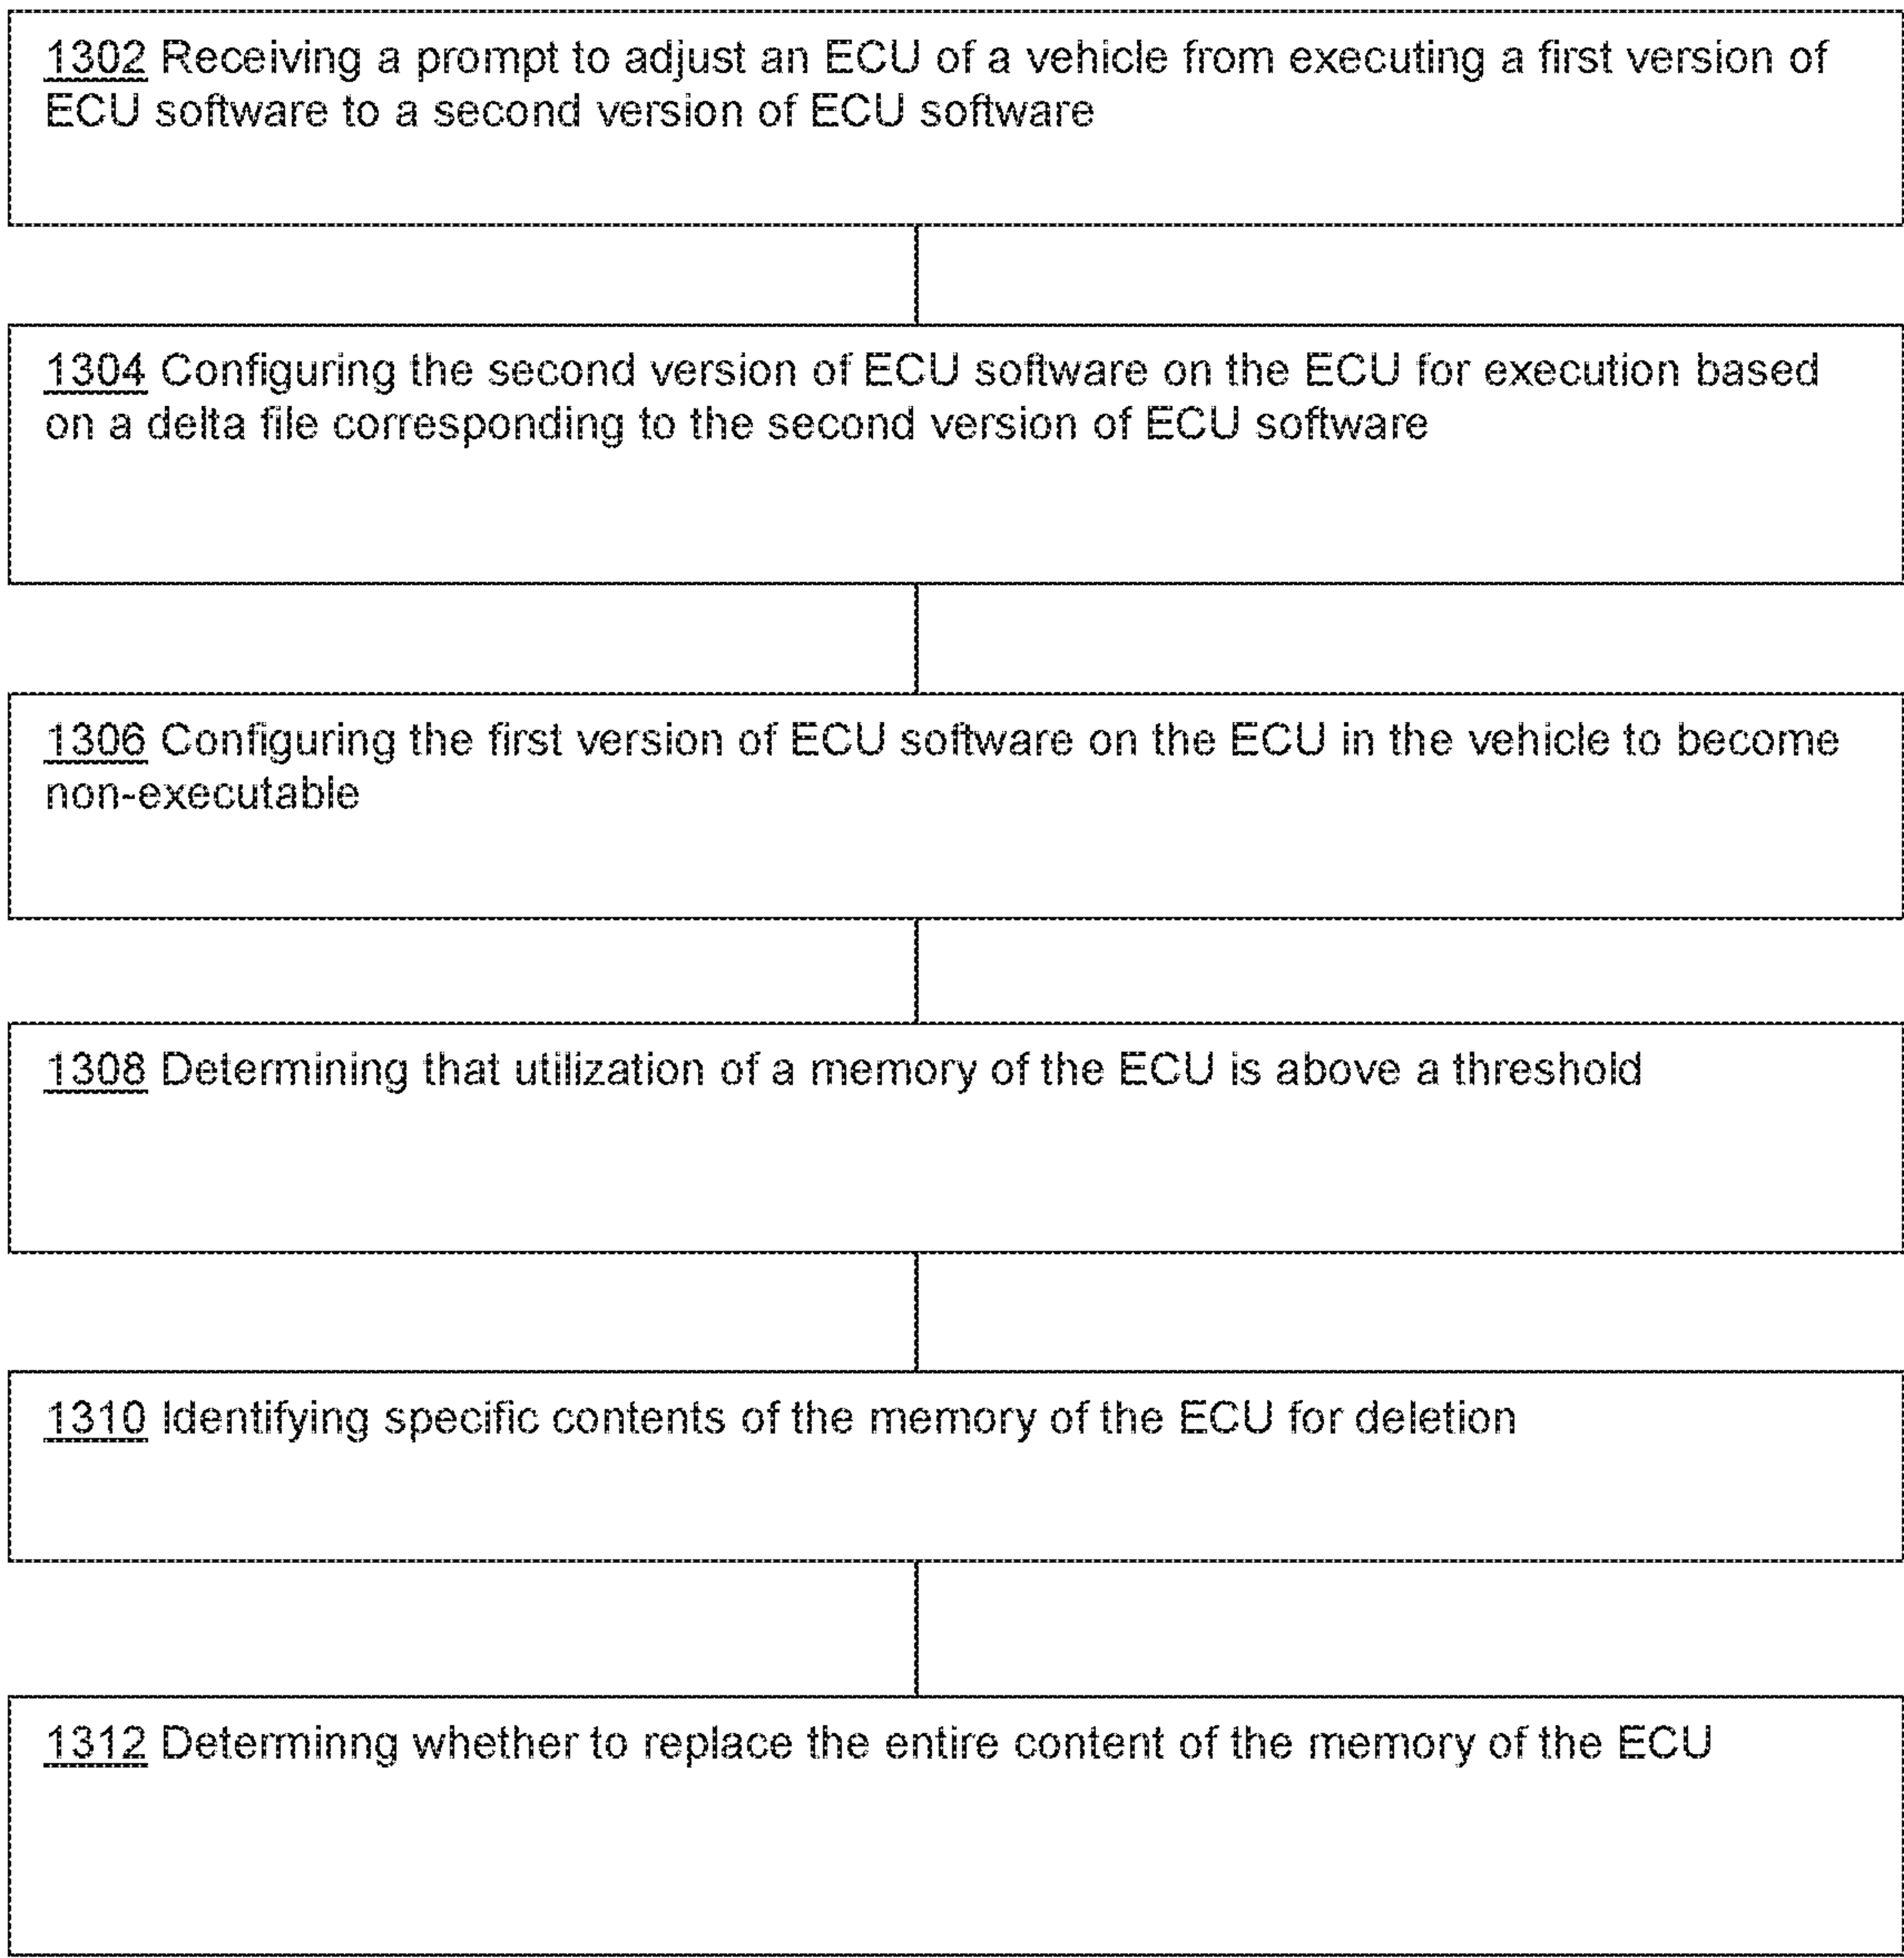 1302 Receiving a prompt to adjust an ECU of a vehicle from executing a first version of
ECU software to a second version of ECU software
1304 Configuring the second version of ECU software on the ECU for execution based
on a delta file corresponding to the second version of ECU software
1306 Configuring the first version of ECU software on the ECU in the vehicle to become
non-executable
1308 Determining that utilization of a memory of the ECU is above a threshold
1310 Identifying specific contents of the memory of the ECU for deletion
1312 Determinng whether to replace the entire content of the memory of the ECU